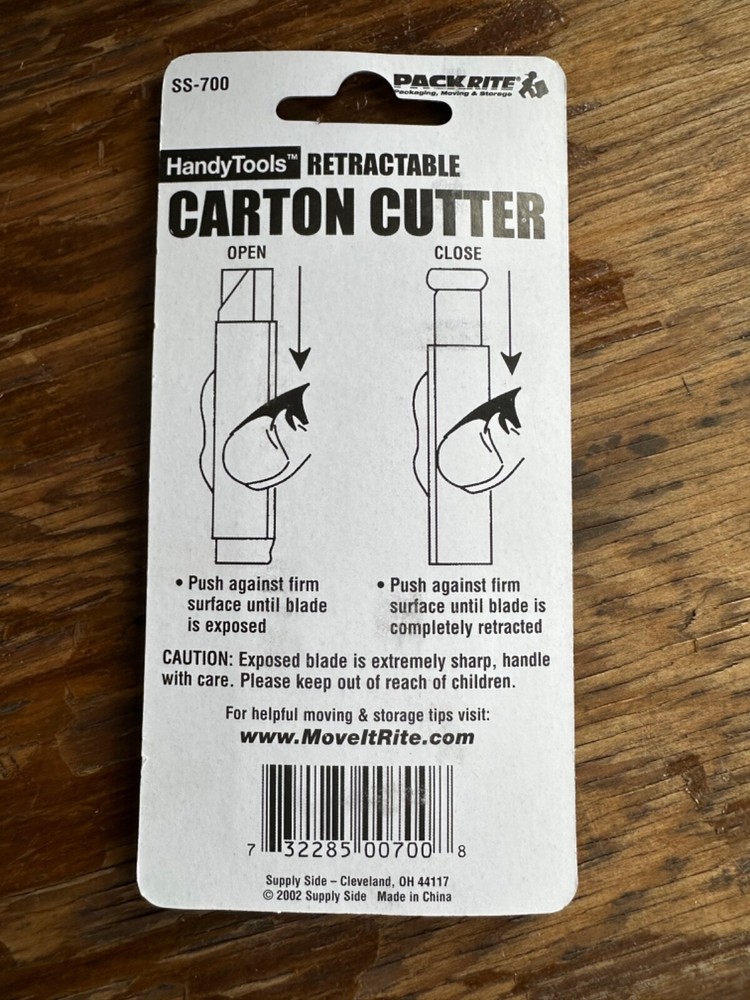 SS-700
PACKRITE®
Packaging, Moving & Storage
HandyTools™ RETRACTABLE
CARTON CUTTER
OPEN CLOSE
• Push against firm
surface until blade
is exposed
• Push against firm
surface until blade is
completely retracted
CAUTION: Exposed blade is extremely sharp, handle
with care. Please keep out of reach of children.
For helpful moving & storage tips visit:
www.MoveItRite.com
7 32285 00700 8
Supply Side – Cleveland, OH 44117
© 2002 Supply Side Made in China